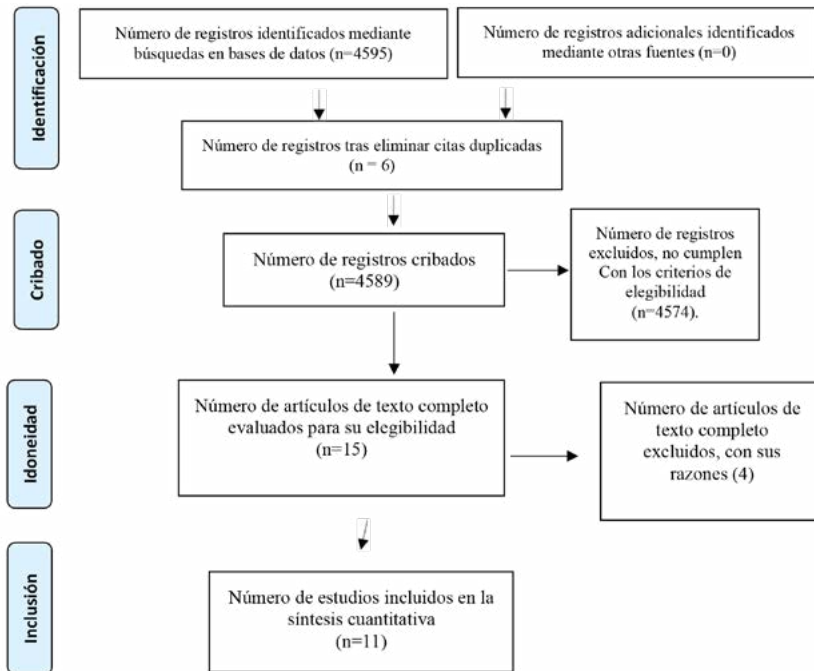 Identificación
Número de registros identificados mediante
búsquedas en bases de datos (n=4595)
Número de registros adicionales identificados
mediante otras fuentes (n=0)
Número de registros tras eliminar citas duplicadas
(n = 6)
Cribado
Número de registros cribados
(n=4589)
Número de registros
excluidos, no cumplen
Con los criterios de
elegibilidad
(n=4574).
Idoneidad
Número de artículos de texto completo
evaluados para su elegibilidad
(n=15)
Número de artículos de
texto completo
excluidos, con sus
razones (4)
Inclusión
Número de estudios incluidos en la
síntesis cuantitativa
(n=11)